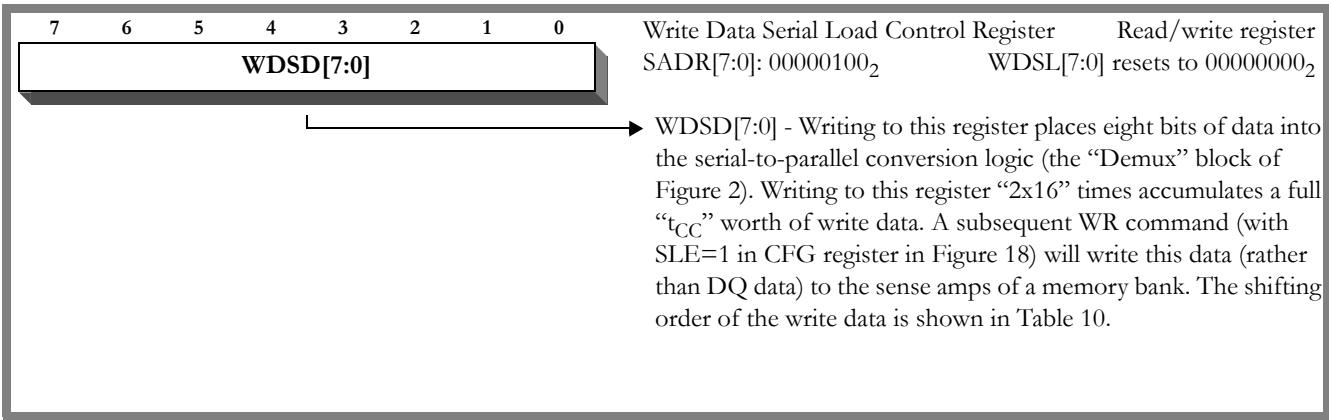 7 6 5 4 3 2 1 0
WDSD[7:0]
Write Data Serial Load Control Register Read/write register
SADR[7:0]: 00000100₂ WDSL[7:0] resets to 00000000₂
WDSD[7:0] - Writing to this register places eight bits of data into
the serial-to-parallel conversion logic (the “Demux” block of
Figure 2). Writing to this register “2x16” times accumulates a full
“tCC” worth of write data. A subsequent WR command (with
SLE=1 in CFG register in Figure 18) will write this data (rather
than DQ data) to the sense amps of a memory bank. The shifting
order of the write data is shown in Table 10.